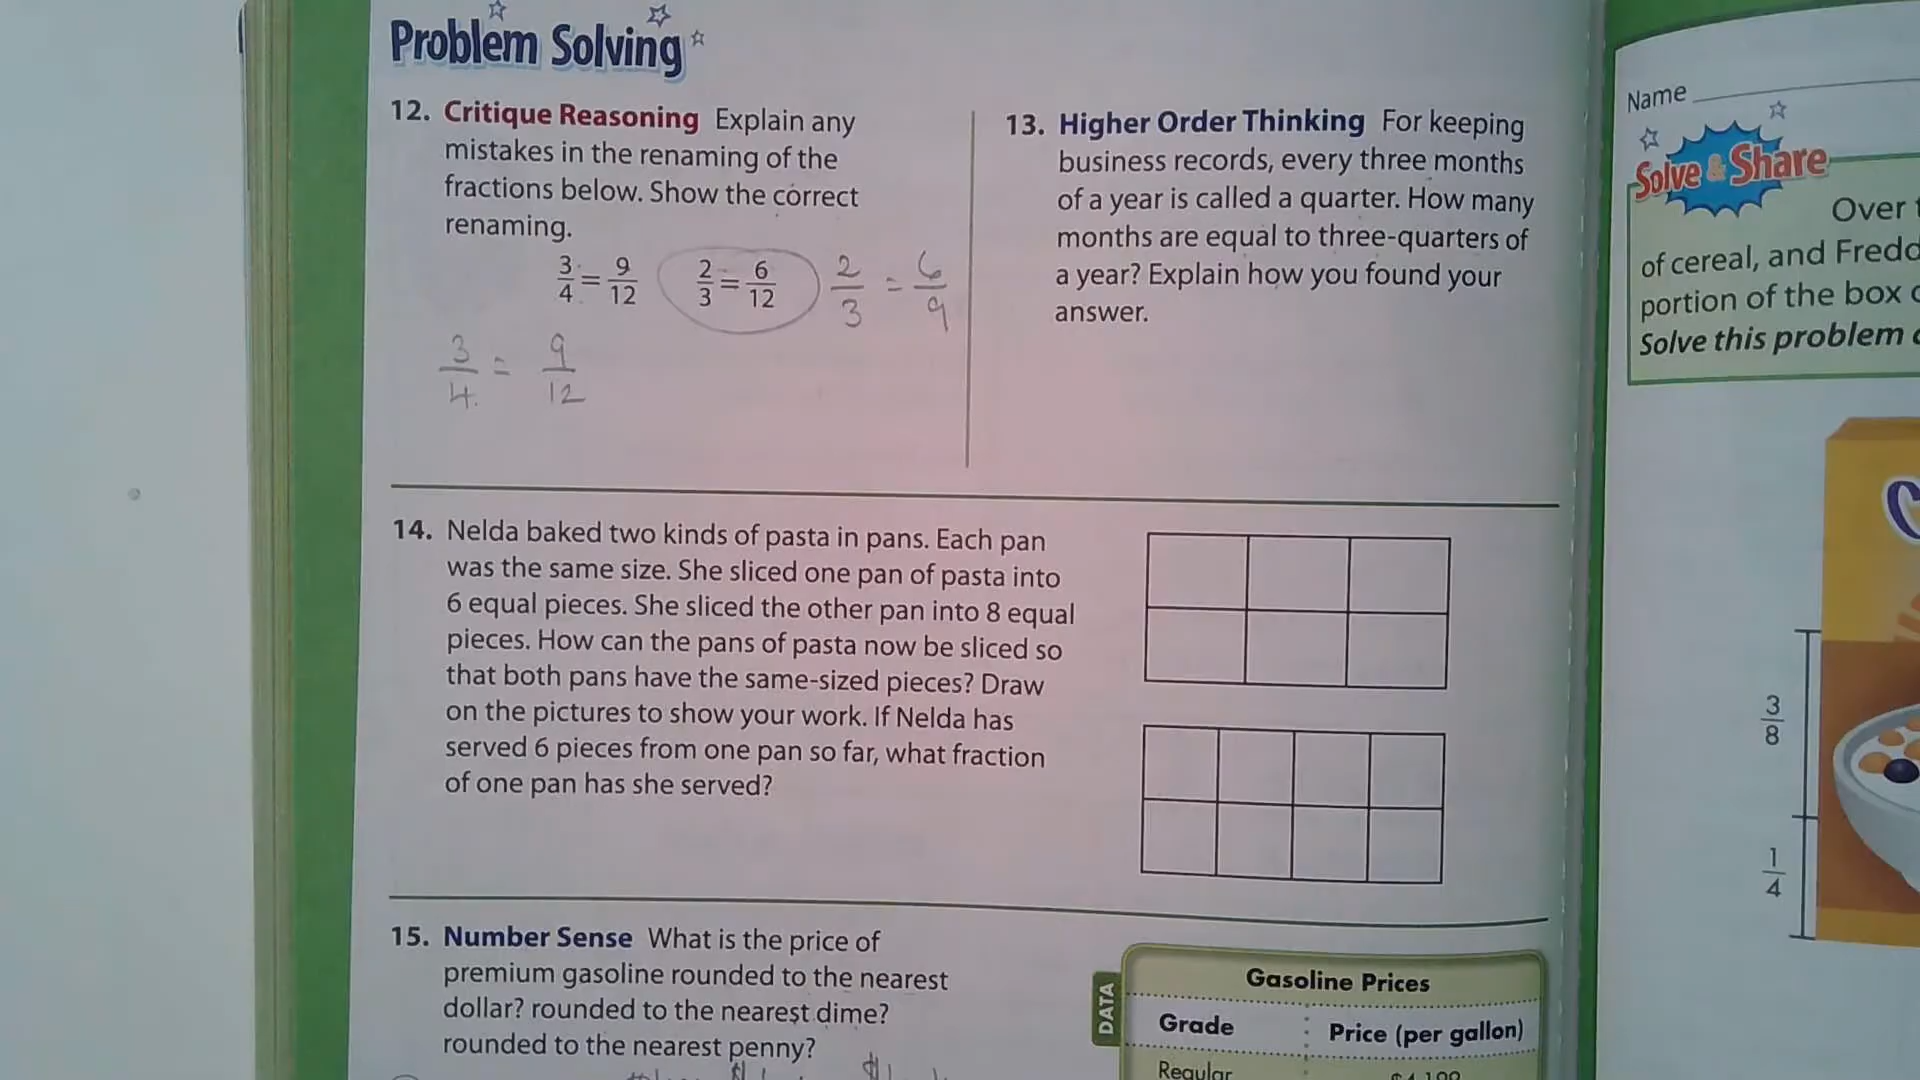 Problem Solving
12. Critique Reasoning Explain any
mistakes in the renaming of the
fractions below. Show the correct
renaming.
3/4 = 9/12 2/3 = 6/12 2/3 = 6/9
3/4 = 9/12
13. Higher Order Thinking For keeping
business records, every three months
of a year is called a quarter. How many
months are equal to three-quarters of
a year? Explain how you found your
answer.
14. Nelda baked two kinds of pasta in pans. Each pan
was the same size. She sliced one pan of pasta into
6 equal pieces. She sliced the other pan into 8 equal
pieces. How can the pans of pasta now be sliced so
that both pans have the same-sized pieces? Draw
on the pictures to show your work. If Nelda has
served 6 pieces from one pan so far, what fraction
of one pan has she served?
15. Number Sense What is the price of
premium gasoline rounded to the nearest
dollar? rounded to the nearest dime?
rounded to the nearest penny?
DATA
Gasoline Prices
Grade Price (per gallon)
Regular
Name
Solve & Share
Over
of cereal, and Fredd
portion of the box
Solve this problem
3/8
1/4